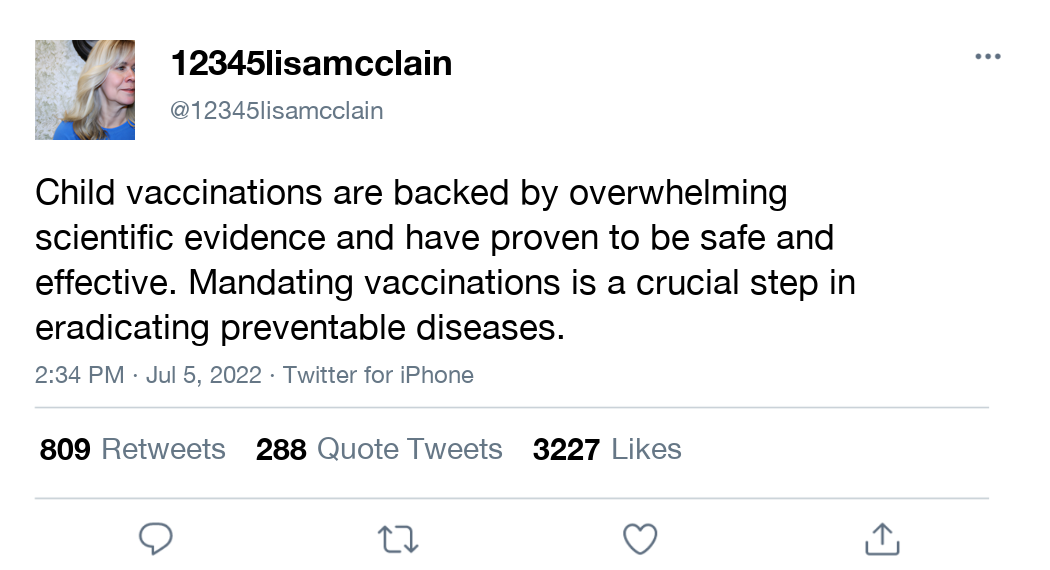 12345lisamcclain
@12345lisamcclain
Child vaccinations are backed by overwhelming
scientific evidence and have proven to be safe and
effective. Mandating vaccinations is a crucial step in
eradicating preventable diseases.
2:34 PM · Jul 5, 2022 · Twitter for iPhone
809 Retweets 288 Quote Tweets 3227 Likes